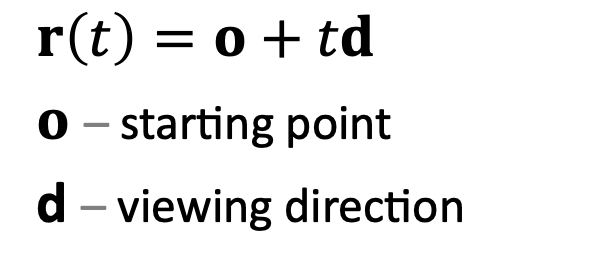 r(t) = o + td
o – starting point
d – viewing direction